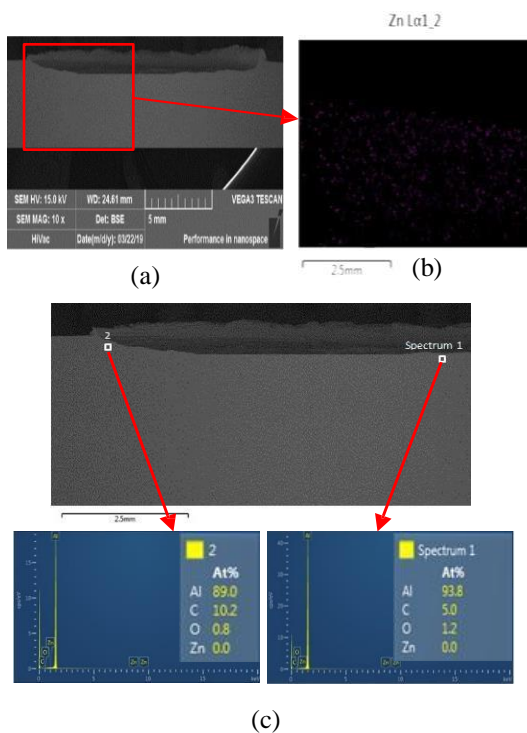 Zn Lα1_2
SEM HV: 15.0 kV WD: 24.61 mm VEGA3 TESCAN
SEM MAG: 10 x Det: BSE 5 mm
HiVac Date(m/d/y): 03/22/19 Performance in nanospace
2.5mm
(a) (b)
2
Spectrum 1
2.5mm
2
At%
Al 89.0
C 10.2
O 0.8
Zn 0.0
Spectrum 1
At%
Al 93.8
C 5.0
O 1.2
Zn 0.0
(c)